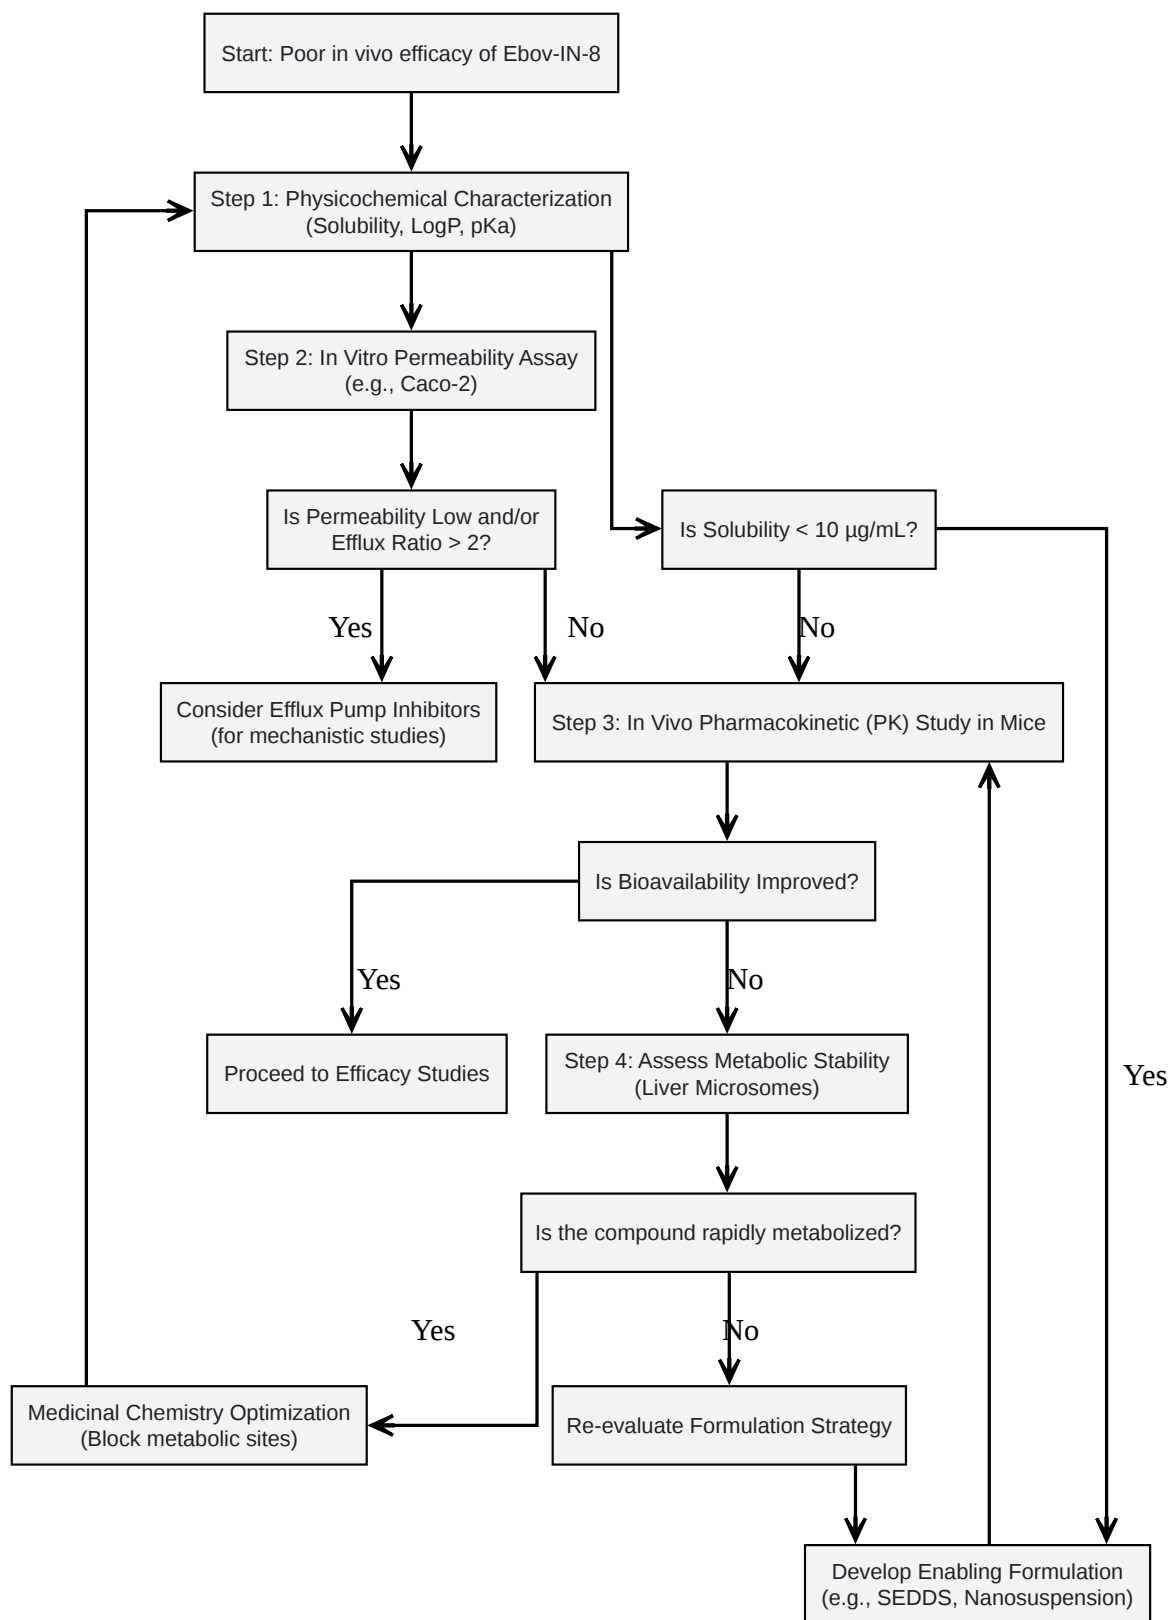 Start: Poor in vivo efficacy of Ebov-IN-8
Step 1: Physicochemical Characterization
(Solubility, LogP, pKa)
Step 2: In Vitro Permeability Assay
(e.g., Caco-2)
Is Permeability Low and/or
Efflux Ratio > 2?
Is Solubility < 10 µg/mL?
Yes
No
No
Consider Efflux Pump Inhibitors
(for mechanistic studies)
Step 3: In Vivo Pharmacokinetic (PK) Study in Mice
Is Bioavailability Improved?
Yes
No
Proceed to Efficacy Studies
Step 4: Assess Metabolic Stability
(Liver Microsomes)
Yes
Is the compound rapidly metabolized?
Yes
No
Medicinal Chemistry Optimization
(Block metabolic sites)
Re-evaluate Formulation Strategy
Develop Enabling Formulation
(e.g., SEDDS, Nanosuspension)